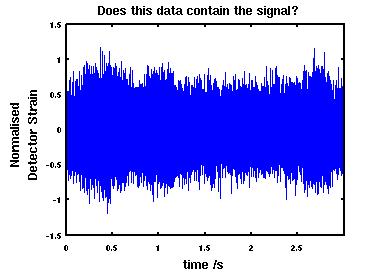 Does this data contain the signal?
1.5
1
0.5
0
-0.5
-1
-1.5
Normalised
Detector Strain
0 0.5 1 1.5 2 2.5
time /s